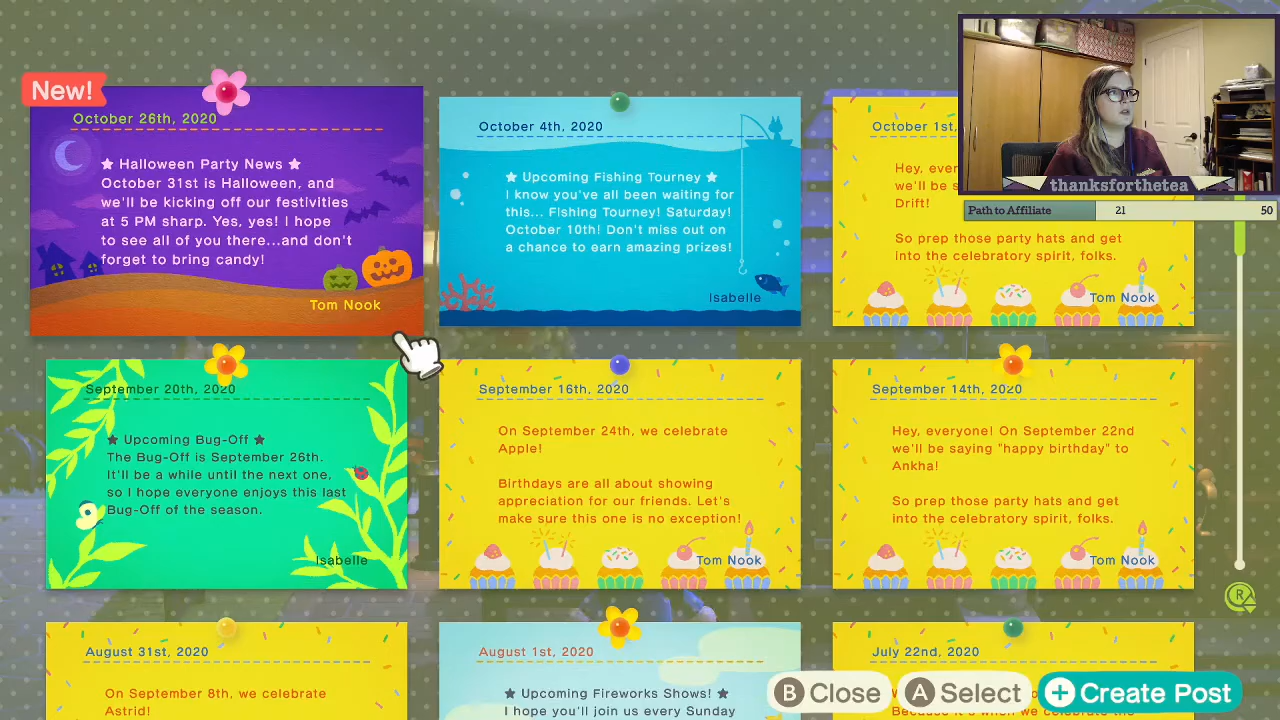 New!
October 26th, 2020
★ Halloween Party News ★
October 31st is Halloween, and
we'll be kicking off our festivities
at 5 PM sharp. Yes, yes! I hope
to see all of you there...and don't
forget to bring candy!
Tom Nook
October 4th, 2020
★ Upcoming Fishing Tourney ★
I know you've all been waiting for
this... Fishing Tourney! Saturday!
October 10th! Don't miss out on
a chance to earn amazing prizes!
Isabelle
October 1st,
Hey,
we'll be
Drift!
So prep those party hats and get
into the celebratory spirit, folks.
Tom Nook
thanksforthetea
Path to Affiliate 21 50
September 20th, 2020
★ Upcoming Bug-Off ★
The Bug-Off is September 26th.
It'll be a while until the next one,
so I hope everyone enjoys this last
Bug-Off of the season.
Isabelle
September 16th, 2020
On September 24th, we celebrate
Apple!
Birthdays are all about showing
appreciation for our friends. Let's
make sure this one is no exception!
Tom Nook
September 14th, 2020
Hey, everyone! On September 22nd
we'll be saying "happy birthday" to
Ankha!
So prep those party hats and get
into the celebratory spirit, folks.
Tom Nook
R
August 31st, 2020
On September 8th, we celebrate
Astrid!
August 1st, 2020
★ Upcoming Fireworks Shows! ★
I hope you'll join us every Sunday
July 22nd, 2020
B Close
A Select
+ Create Post